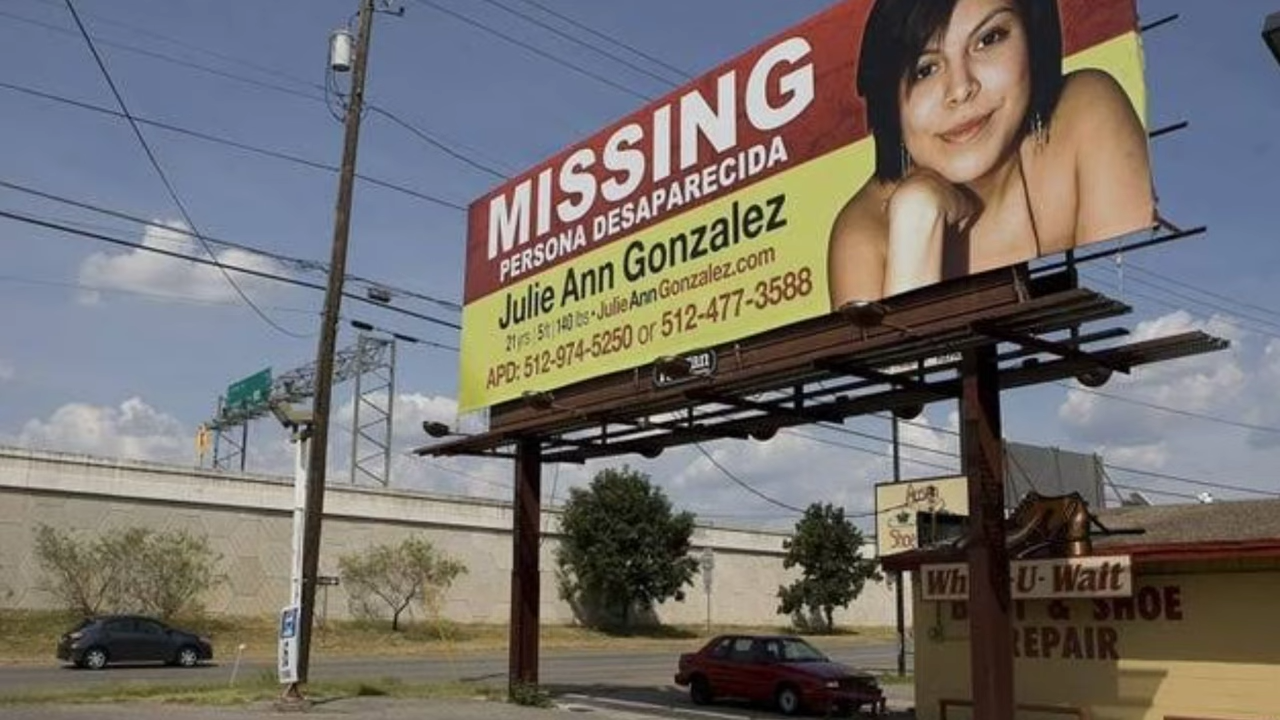 MISSING
PERSONA DESAPARECIDA
Julie Ann Gonzalez
21 yrs | 5ft | 140 lbs • JulieAnnGonzalez.com
APD: 512-974-5250 or 512-477-3588
Shoe
U-Wait
& SHOE
REPAIR